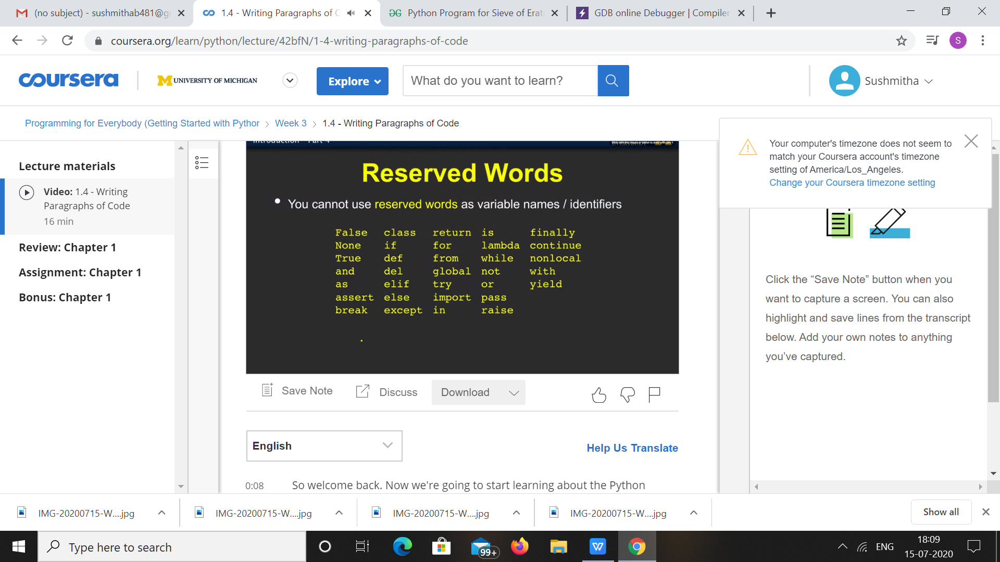 (no subject) - sushmithab481@g
1.4 - Writing Paragraphs of C
Python Program for Sieve of Erat
GDB online Debugger | Compiler
coursera.org/learn/python/lecture/42bfN/1-4-writing-paragraphs-of-code
S
coursera
M UNIVERSITY OF MICHIGAN
Explore
What do you want to learn?
Sushmitha
Programming for Everybody (Getting Started with Python
Week 3
1.4 - Writing Paragraphs of Code
Your computer's timezone does not seem to
match your Coursera account's timezone
setting of America/Los_Angeles.
Change your Coursera timezone setting
Lecture materials
Video: 1.4 - Writing
Paragraphs of Code
16 min
Review: Chapter 1
Assignment: Chapter 1
Bonus: Chapter 1
Reserved Words
• You cannot use reserved words as variable names / identifiers
False class return is finally
None if for lambda continue
True def from while nonlocal
and del global not with
as elif try or yield
assert else import pass
break except in raise
Click the “Save Note” button when you
want to capture a screen. You can also
highlight and save lines from the transcript
below. Add your own notes to anything
you’ve captured.
Save Note
Discuss
Download
English
Help Us Translate
0:08 So welcome back. Now we're going to start learning about the Python
IMG-20200715-W....jpg
IMG-20200715-W....jpg
IMG-20200715-W....jpg
IMG-20200715-W....jpg
Show all
Type here to search
99+
W
ENG
18:09
15-07-2020